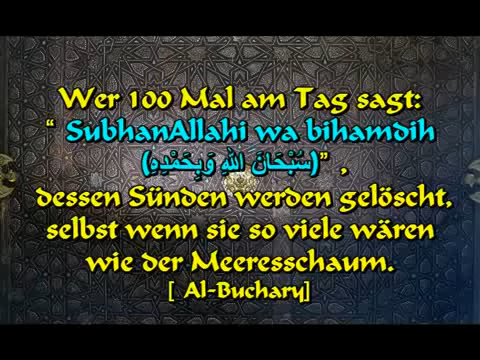 Wer 100 Mal am Tag sagt:
“ SubhanAllahi wa bihamdih
(سُبْحَانَ اللهِ وَبِحَمْدِهِ)” ,
dessen Sünden werden gelöscht,
selbst wenn sie so viele wären
wie der Meeresschaum.
[ Al-Buchary]